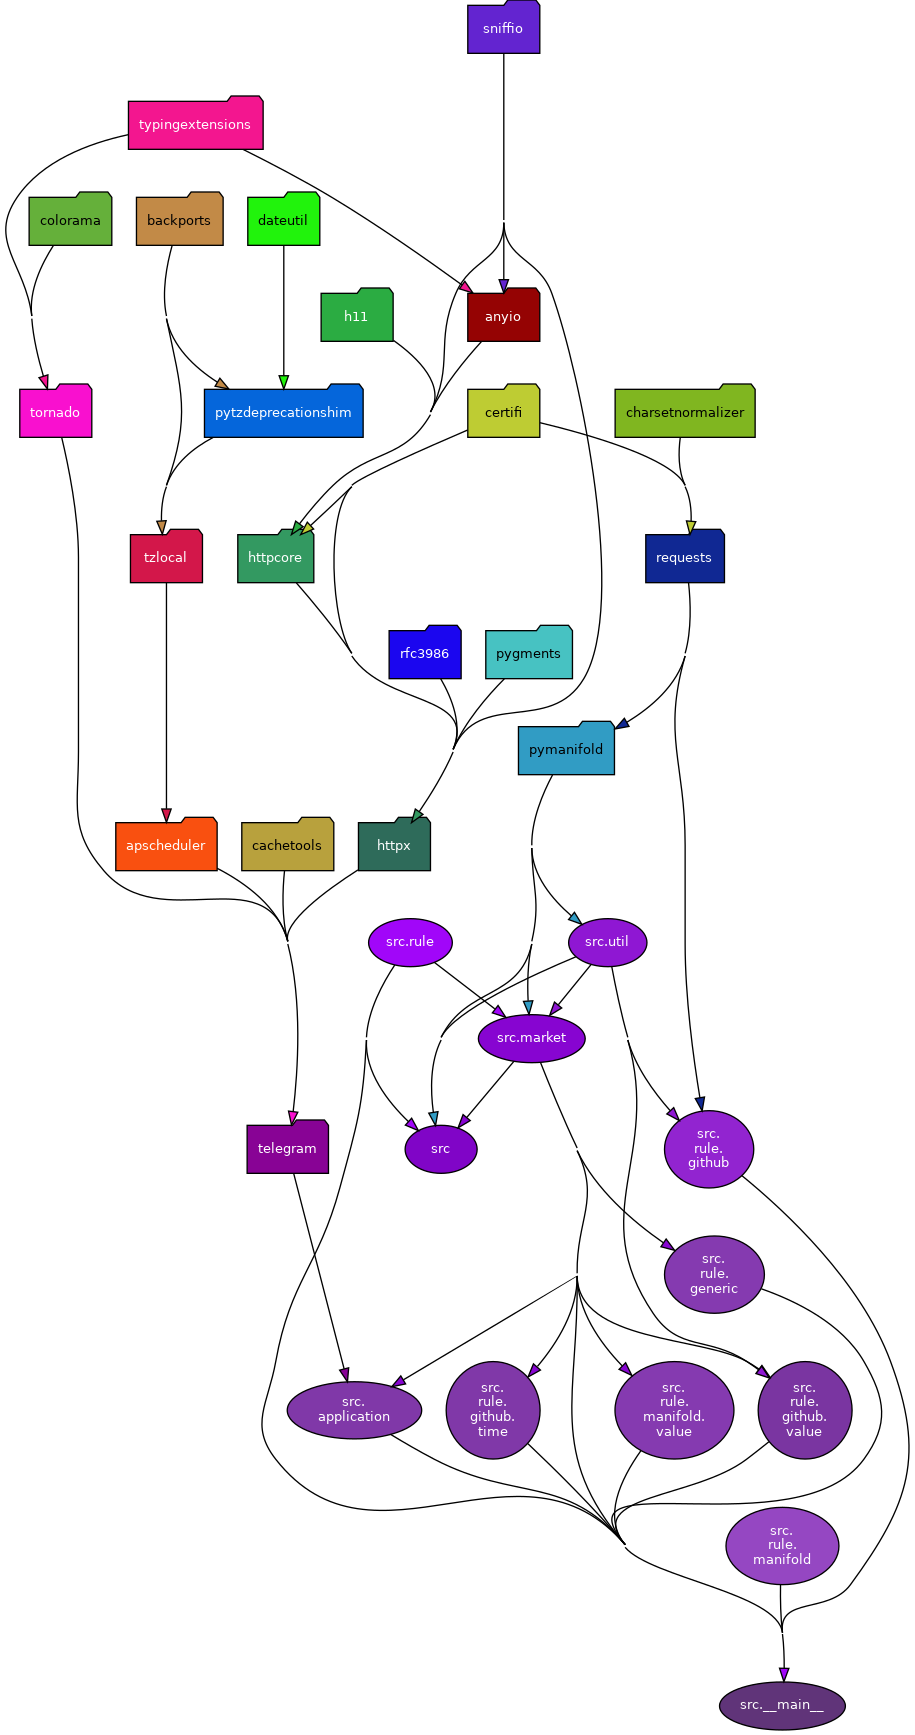 sniffio
typingextensions
colorama
backports
dateutil
h11
anyio
tornado
pytzdeprecationshim
certifi
charsetnormalizer
tzlocal
httpcore
requests
rfc3986
pygments
pymanifold
apscheduler
cachetools
httpx
src.rule
src.util
src.market
telegram
src
src.
rule.
github
src.
rule.
generic
src.
application
src.
rule.
github.
time
src.
rule.
manifold.
value
src.
rule.
github.
value
src.
rule.
manifold
src.__main__